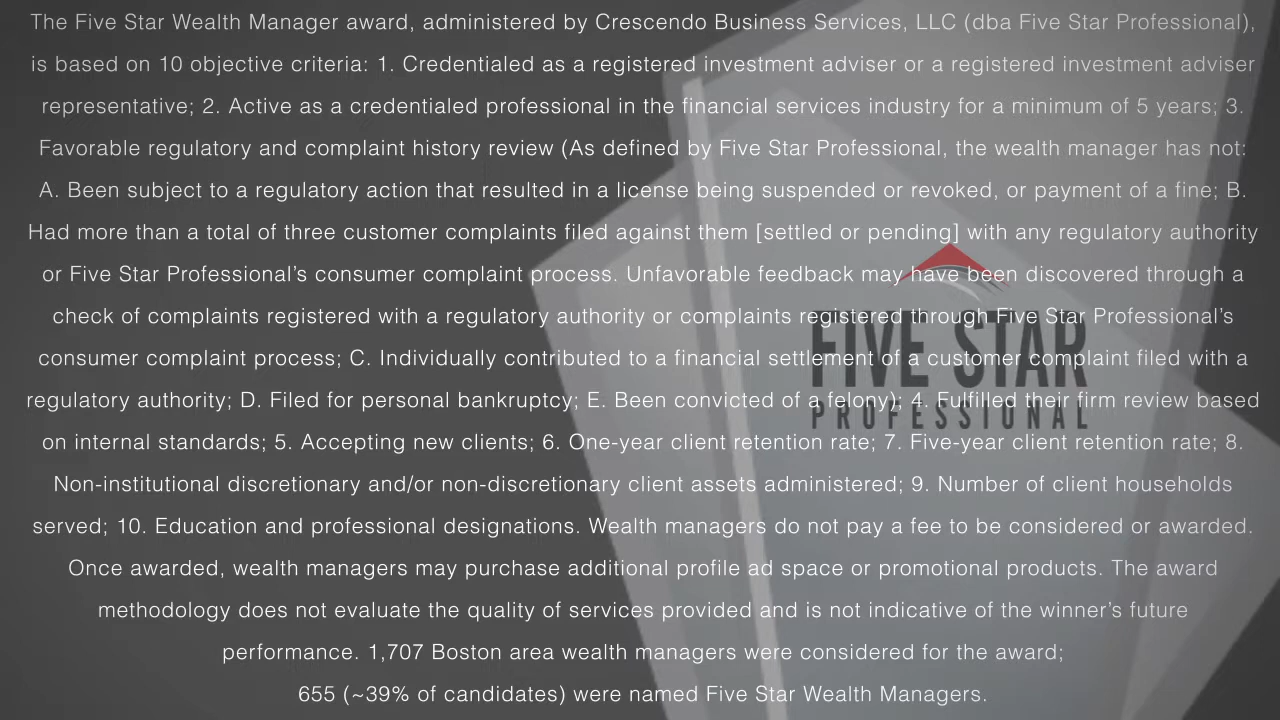 The Five Star Wealth Manager award, administered by Crescendo Business Services, LLC (dba Five Star Professional),
is based on 10 objective criteria: 1. Credentialed as a registered investment adviser or a registered investment adviser
representative; 2. Active as a credentialed professional in the financial services industry for a minimum of 5 years; 3.
Favorable regulatory and complaint history review (As defined by Five Star Professional, the wealth manager has not:
A. Been subject to a regulatory action that resulted in a license being suspended or revoked, or payment of a fine; B.
Had more than a total of three customer complaints filed against them [settled or pending] with any regulatory authority
or Five Star Professional's consumer complaint process. Unfavorable feedback may have been discovered through a
check of complaints registered with a regulatory authority or complaints registered through Five Star Professional's
consumer complaint process; C. Individually contributed to a financial settlement of a customer complaint filed with a
regulatory authority; D. Filed for personal bankruptcy; E. Been convicted of a felony); 4. Fulfilled their firm review based
on internal standards; 5. Accepting new clients; 6. One-year client retention rate; 7. Five-year client retention rate; 8.
Non-institutional discretionary and/or non-discretionary client assets administered; 9. Number of client households
served; 10. Education and professional designations. Wealth managers do not pay a fee to be considered or awarded.
Once awarded, wealth managers may purchase additional profile ad space or promotional products. The award
methodology does not evaluate the quality of services provided and is not indicative of the winner's future
performance. 1,707 Boston area wealth managers were considered for the award;
655 (~39% of candidates) were named Five Star Wealth Managers.
FIVE STAR
PROFESSIONAL